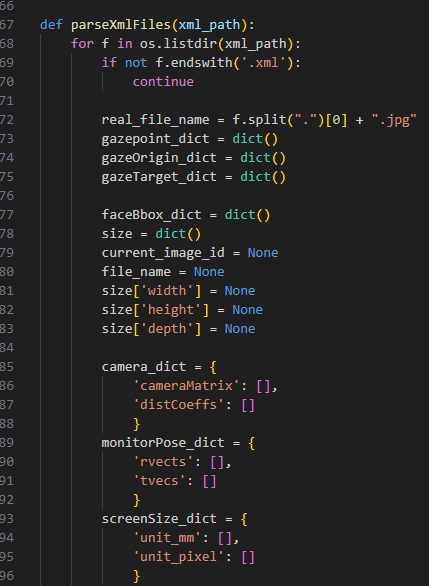 66
67 def parseXmlFiles(xml_path):
68     for f in os.listdir(xml_path):
69         if not f.endswith('.xml'):
70             continue
71
72         real_file_name = f.split(".")[0] + ".jpg"
73         gazepoint_dict = dict()
74         gazeOrigin_dict = dict()
75         gazeTarget_dict = dict()
76
77         faceBbox_dict = dict()
78         size = dict()
79         current_image_id = None
80         file_name = None
81         size['width'] = None
82         size['height'] = None
83         size['depth'] = None
84
85         camera_dict = {
86             'cameraMatrix': [],
87             'distCoeffs': []
88             }
89         monitorPose_dict = {
90             'rvects': [],
91             'tvecs': []
92             }
93         screenSize_dict = {
94             'unit_mm': [],
95             'unit_pixel': []
96             }